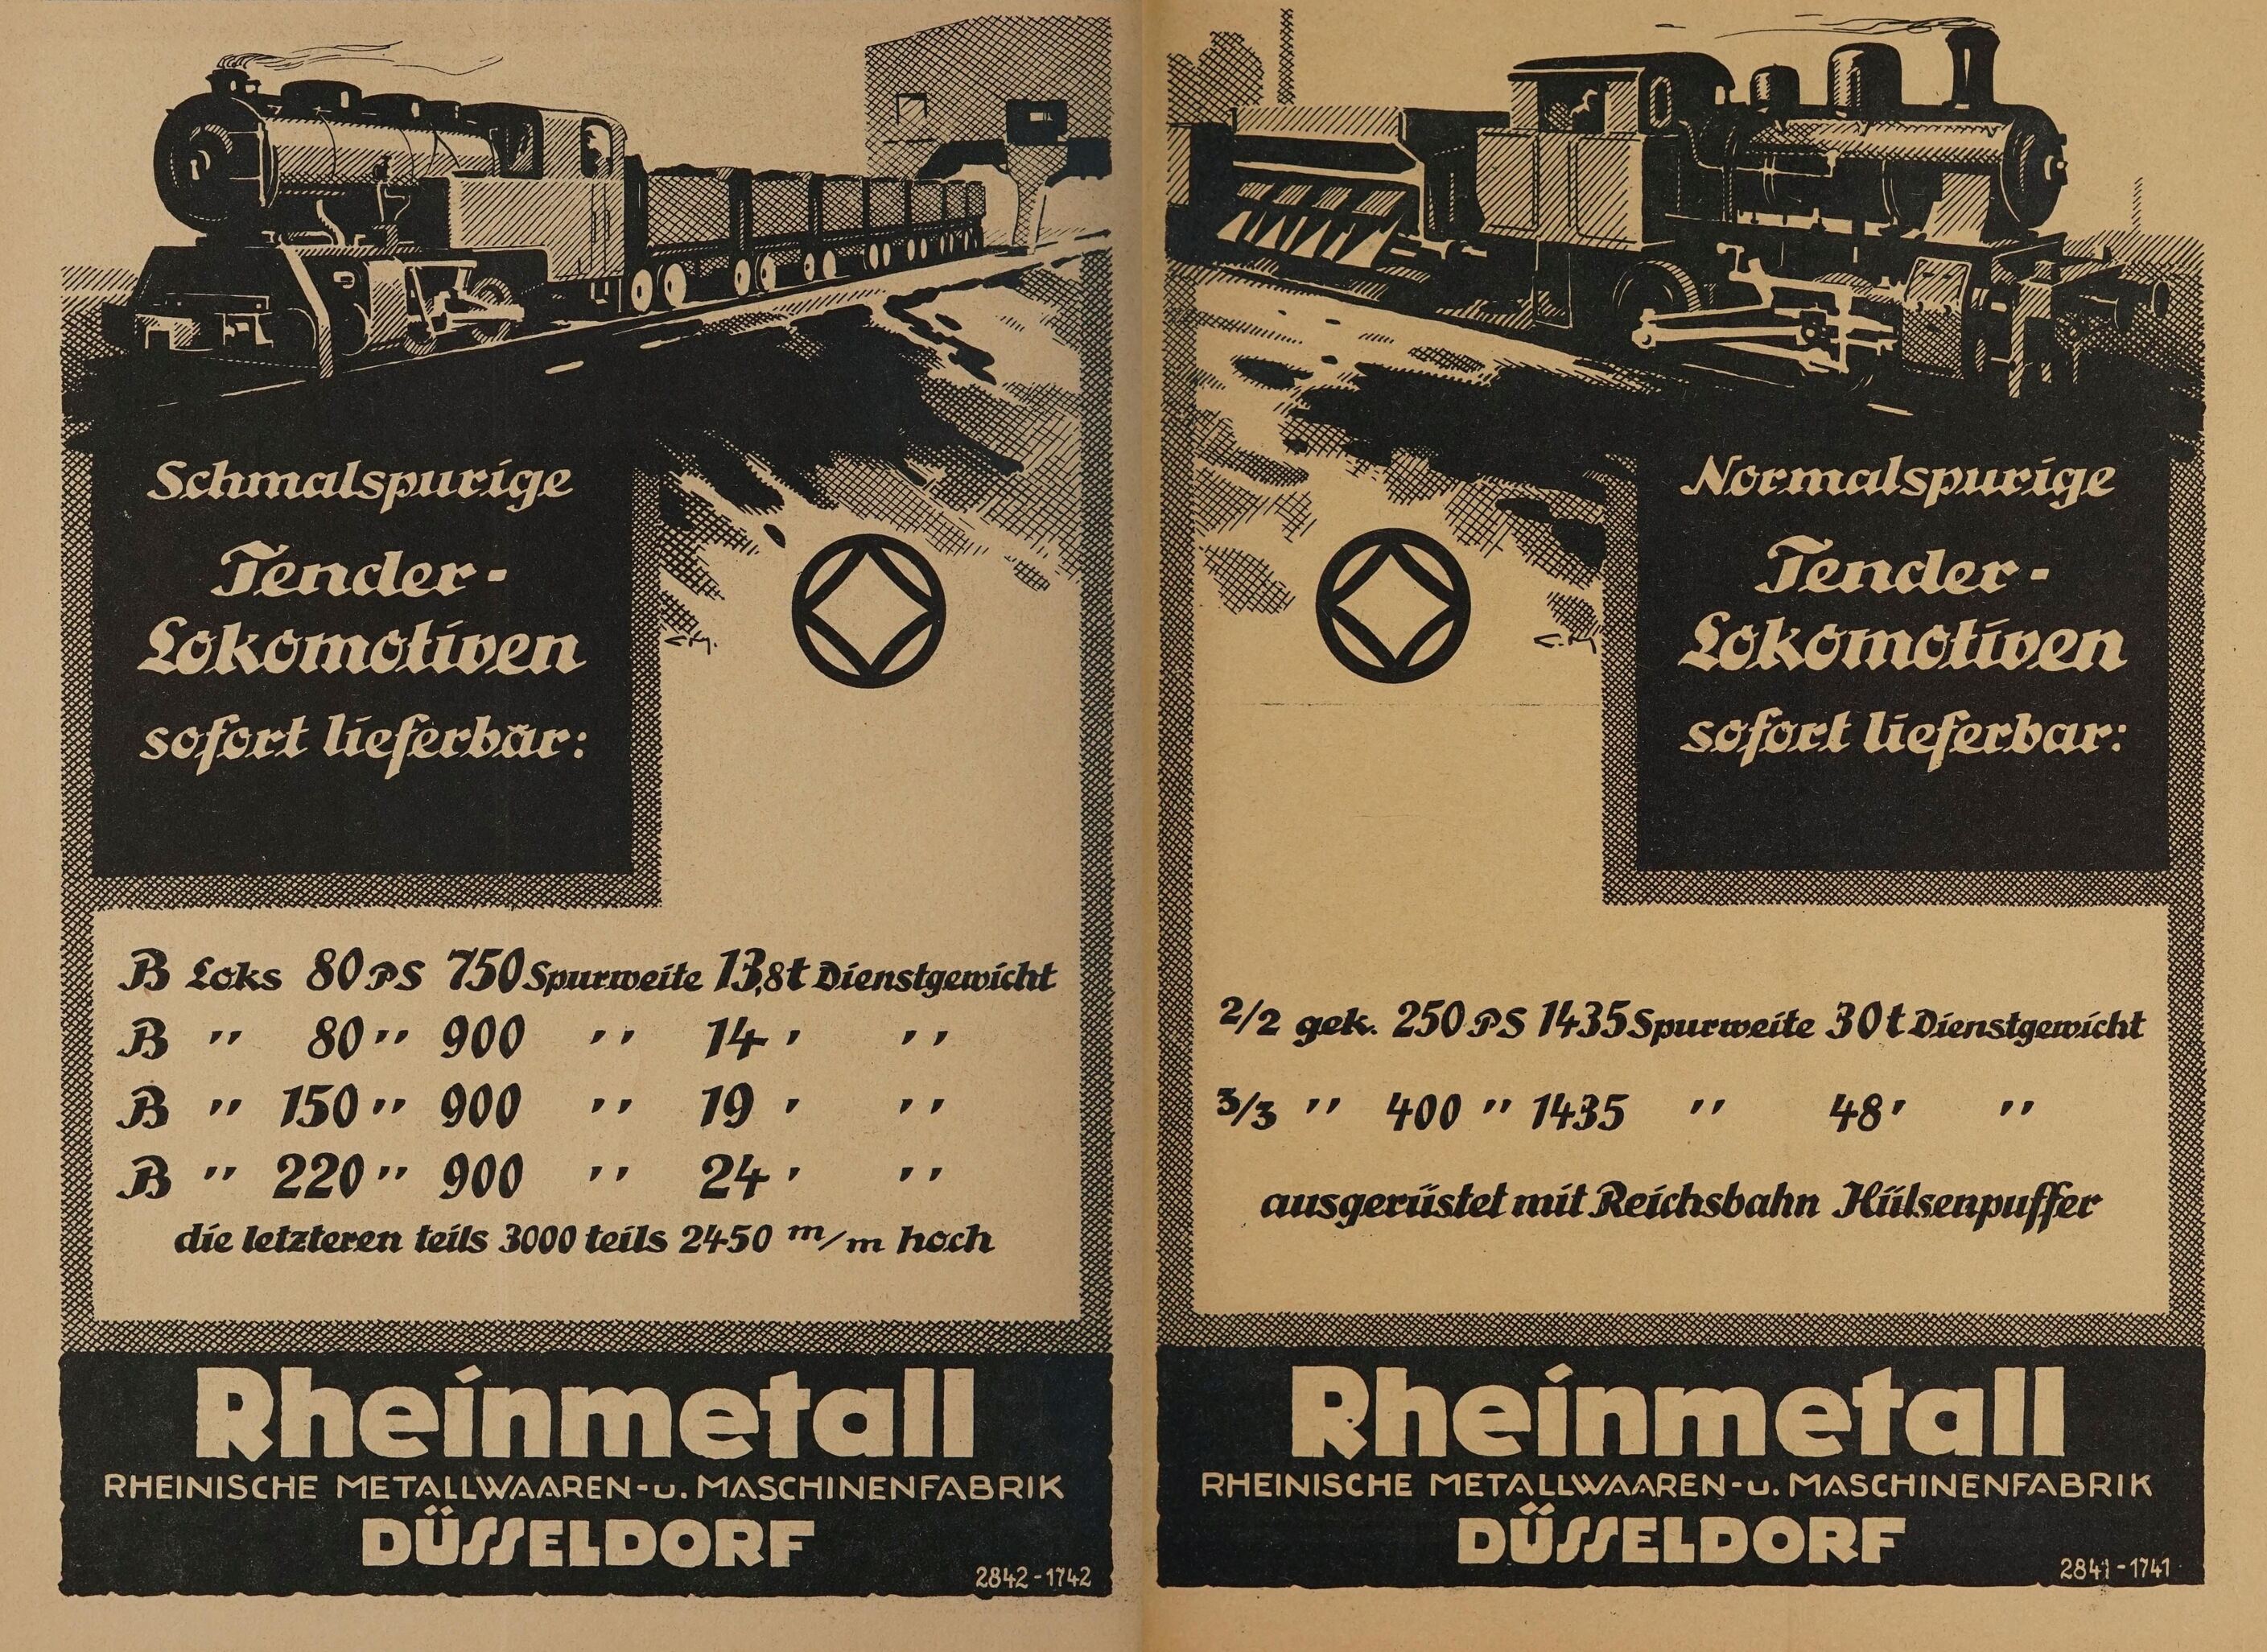 Schmalspurige
Tender-
Lokomotiven
sofort lieferbar:
C.M.
B Loks 80 PS 750 Spurweite 13,8 t Dienstgewicht
B " 80 " 900 " 14 ' "
B " 150 " 900 " 19 ' "
B " 220 " 900 " 24 ' "
die letzteren teils 3000 teils 2450 m/m hoch
Rheinmetall
RHEINISCHE METALLWAAREN-u. MASCHINENFABRIK
DÜSSELDORF
2842-1742
Normalspurige
Tender-
Lokomotiven
sofort lieferbar:
C.M.
2/2 gek. 250 PS 1435 Spurweite 30 t Dienstgewicht
3/3 " 400 " 1435 " 48 ' "
ausgerüstet mit Reichsbahn Hülsenpuffer
Rheinmetall
RHEINISCHE METALLWAAREN-u. MASCHINENFABRIK
DÜSSELDORF
2841-1741